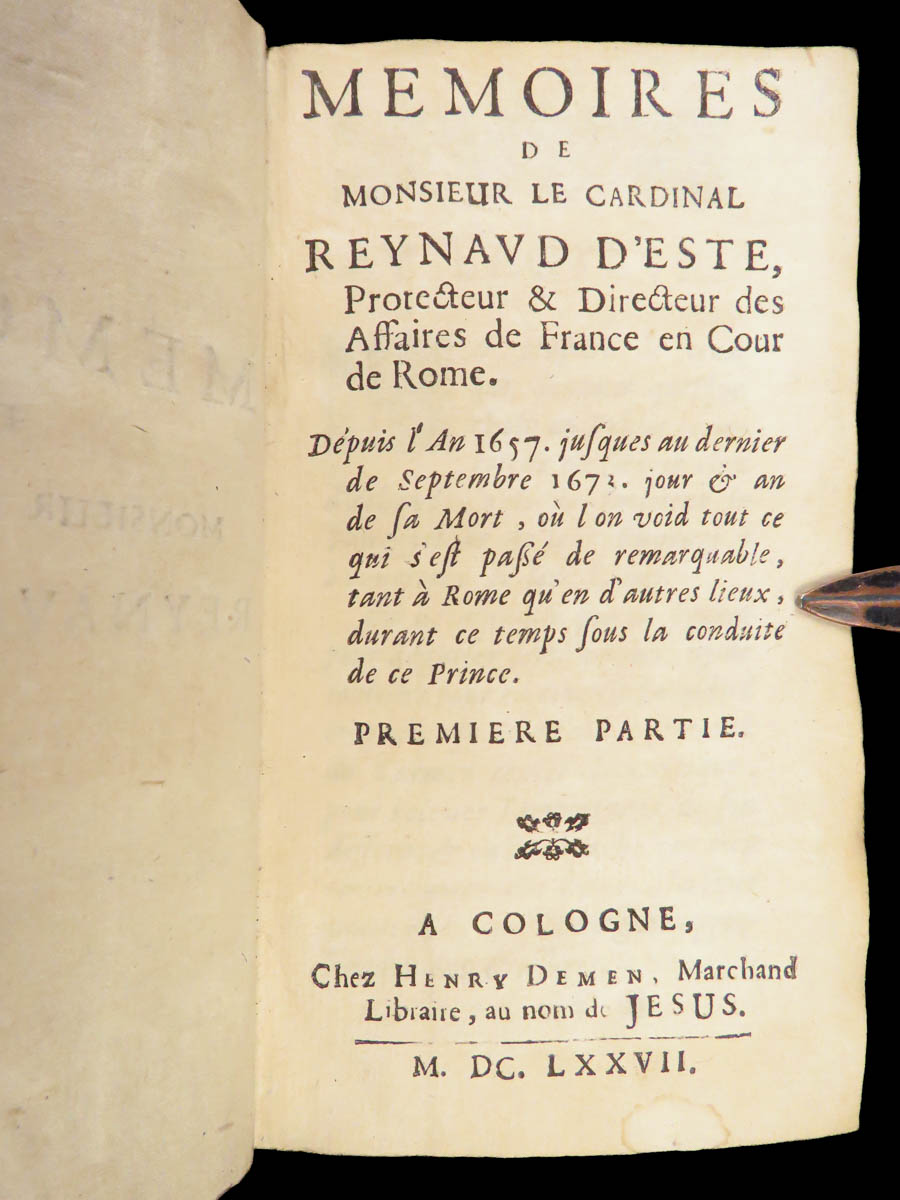 MEMOIRES
DE
MONSIEUR LE CARDINAL
REYNAVD D'ESTE,
Protecteur & Directeur des
Affaires de France en Cour
de Rome.
Dépuis l'An 1657. juſques au dernier
de Septembre 1673. jour & an
de ſa Mort, où l'on void tout ce
qui s'eſt paſſé de remarquable,
tant à Rome qu'en d'autres lieux,
durant ce temps ſous la conduite
de ce Prince.
PREMIERE PARTIE.
A COLOGNE,
Chez HENRY DEMEN, Marchand
Libraire, au nom de JESUS.
M. DC. LXXVII.